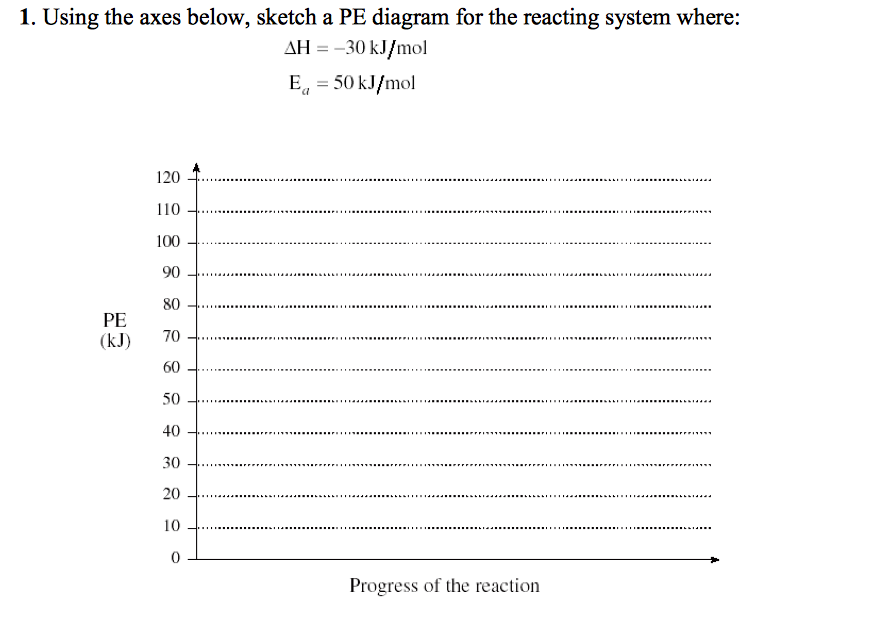 1. Using the axes below, sketch a PE diagram for the reacting system where:
ΔH = −30 kJ/mol
Eₐ = 50 kJ/mol
120
110
100
90
80
PE
(kJ)
70
60
50
40
30
20
10
0
Progress of the reaction